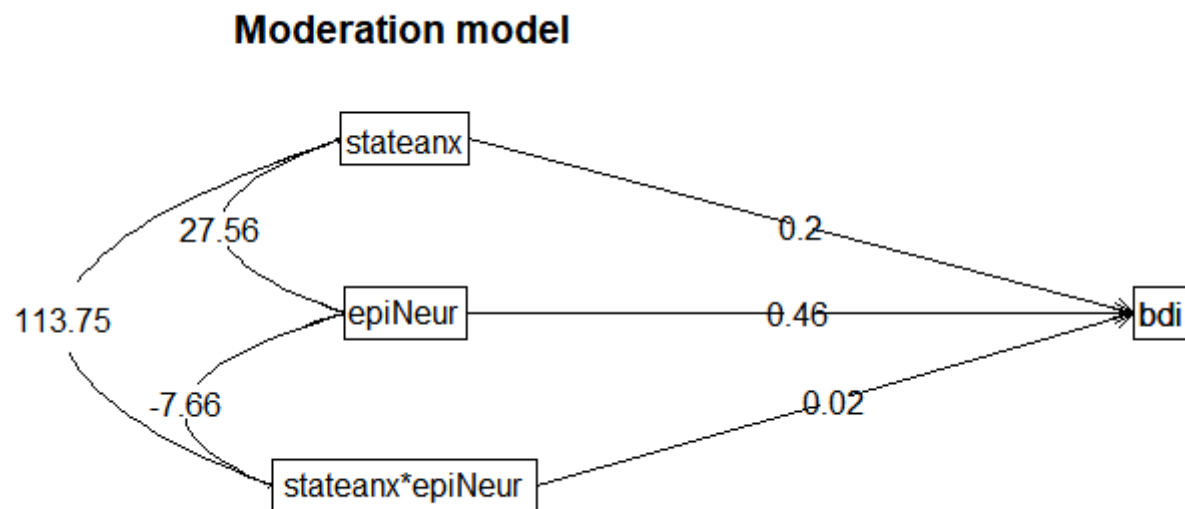 Moderation model
stateanx
27.56
0.2
113.75
epiNeur
0.46
bdi
-7.66
0.02
stateanx*epiNeur